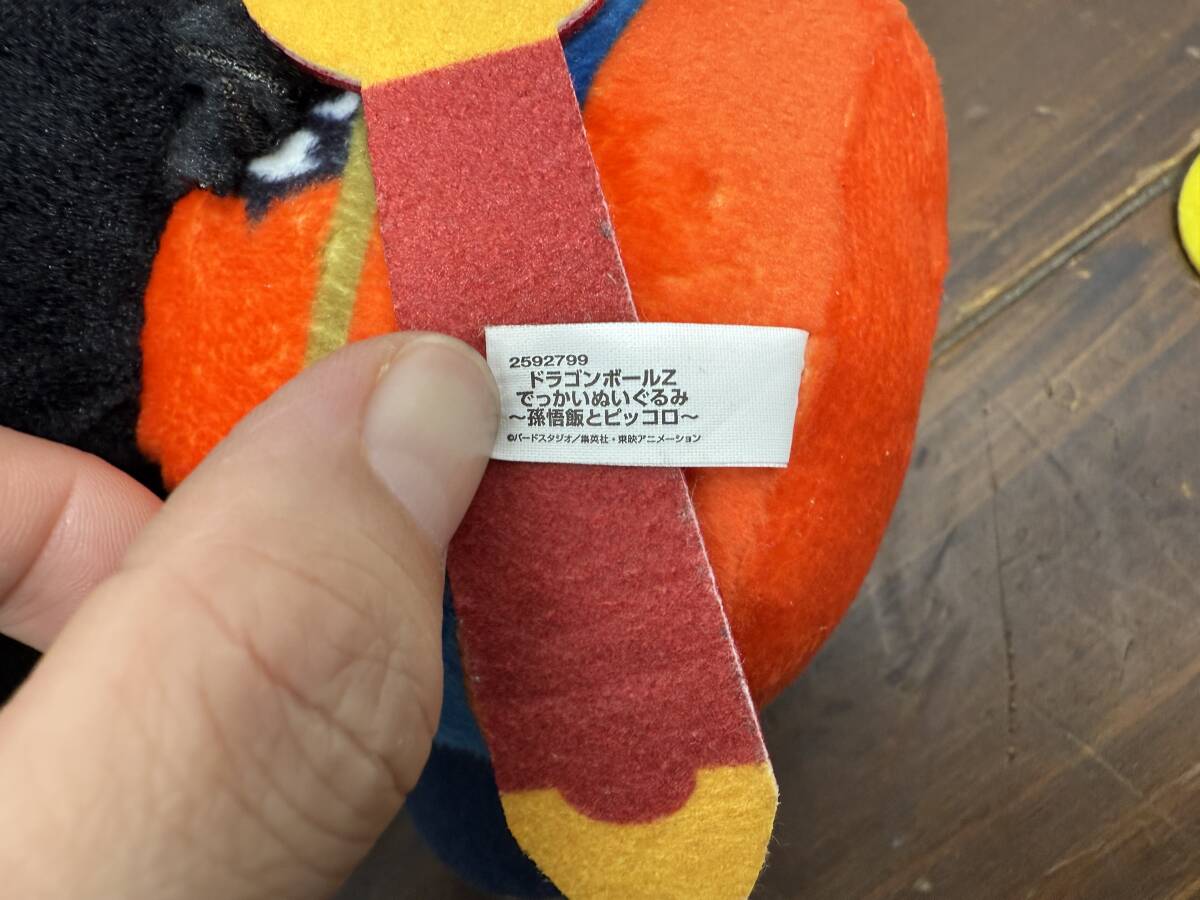 2592799
ドラゴンボールZ
でっかいぬいぐるみ
～孫悟飯とピッコロ～
©バードスタジオ／集英社・東映アニメーション